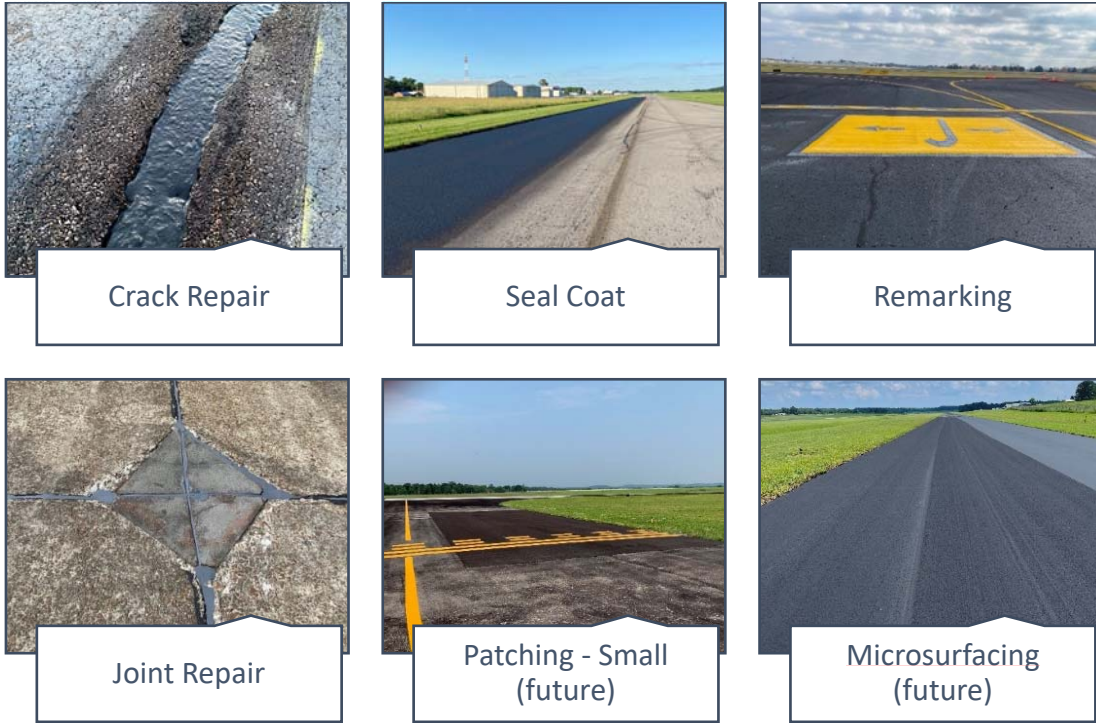 J
Crack Repair
Seal Coat
Remarking
Joint Repair
Patching - Small
(future)
Microsurfacing
(future)